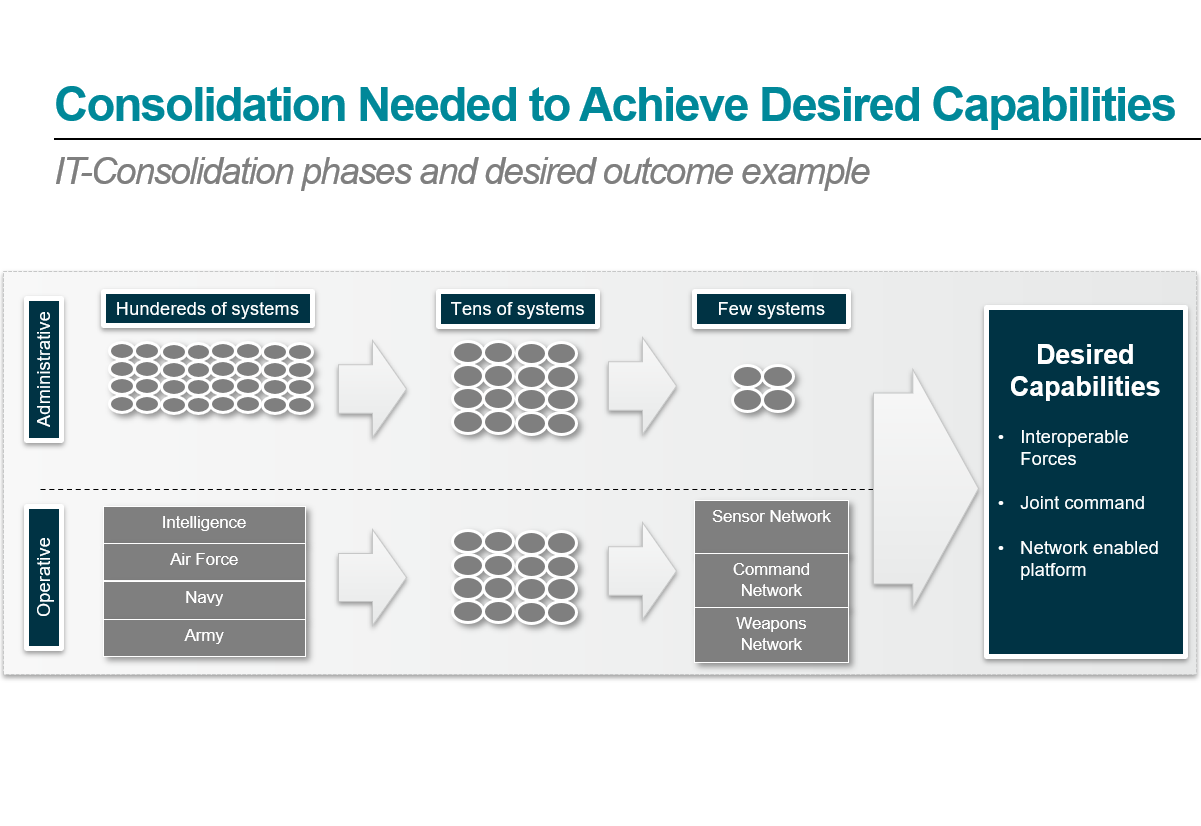 Consolidation Needed to Achieve Desired Capabilities
IT-Consolidation phases and desired outcome example
Administrative
Hundereds of systems
Tens of systems
Few systems
Desired
Capabilities
• Interoperable
Forces
• Joint command
• Network enabled
platform
Operative
Intelligence
Air Force
Navy
Army
Sensor Network
Command
Network
Weapons
Network